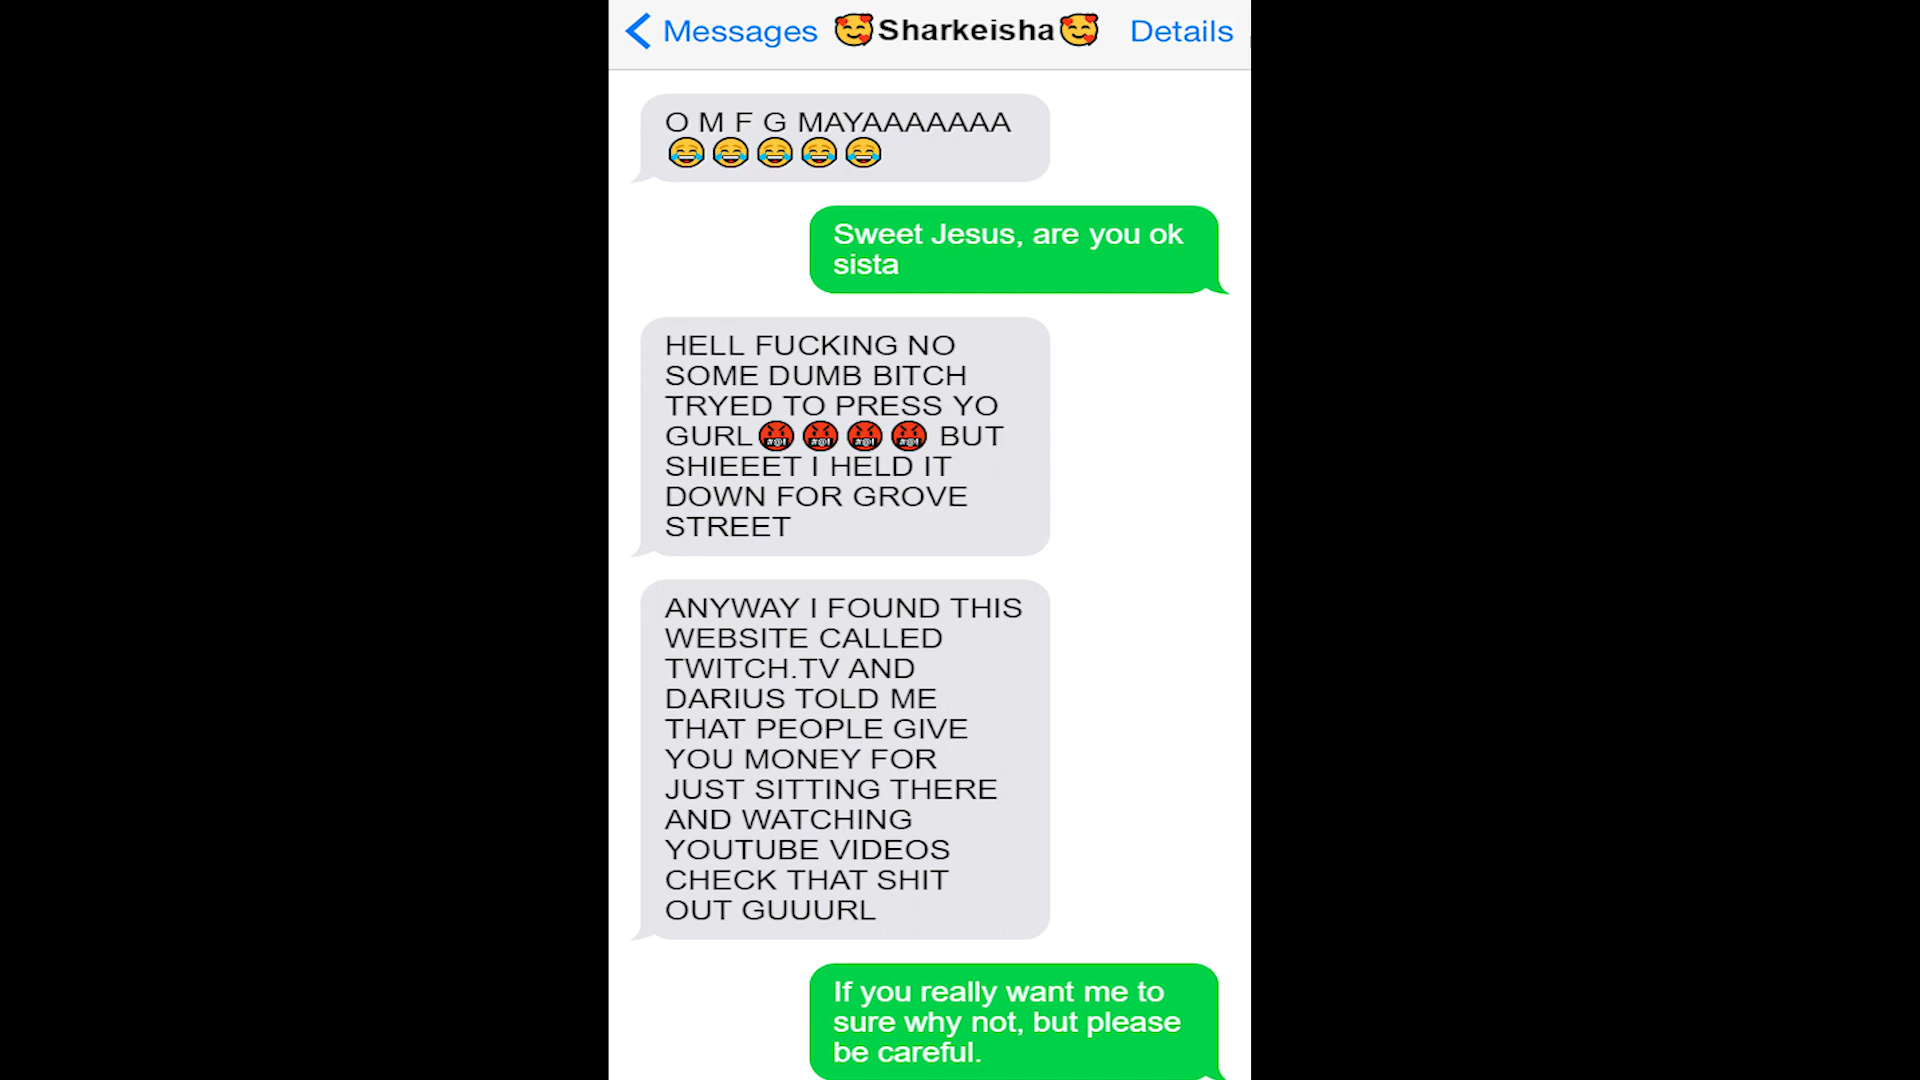 Messages 🥰Sharkeisha🥰 Details
O M F G MAYAAAAAAA
😂😂😂😂😂
Sweet Jesus, are you ok
sista
HELL FUCKING NO
SOME DUMB BITCH
TRYED TO PRESS YO
GURL🤬🤬🤬🤬 BUT
SHIEEET I HELD IT
DOWN FOR GROVE
STREET
ANYWAY I FOUND THIS
WEBSITE CALLED
TWITCH.TV AND
DARIUS TOLD ME
THAT PEOPLE GIVE
YOU MONEY FOR
JUST SITTING THERE
AND WATCHING
YOUTUBE VIDEOS
CHECK THAT SHIT
OUT GUUURL
If you really want me to
sure why not, but please
be careful.